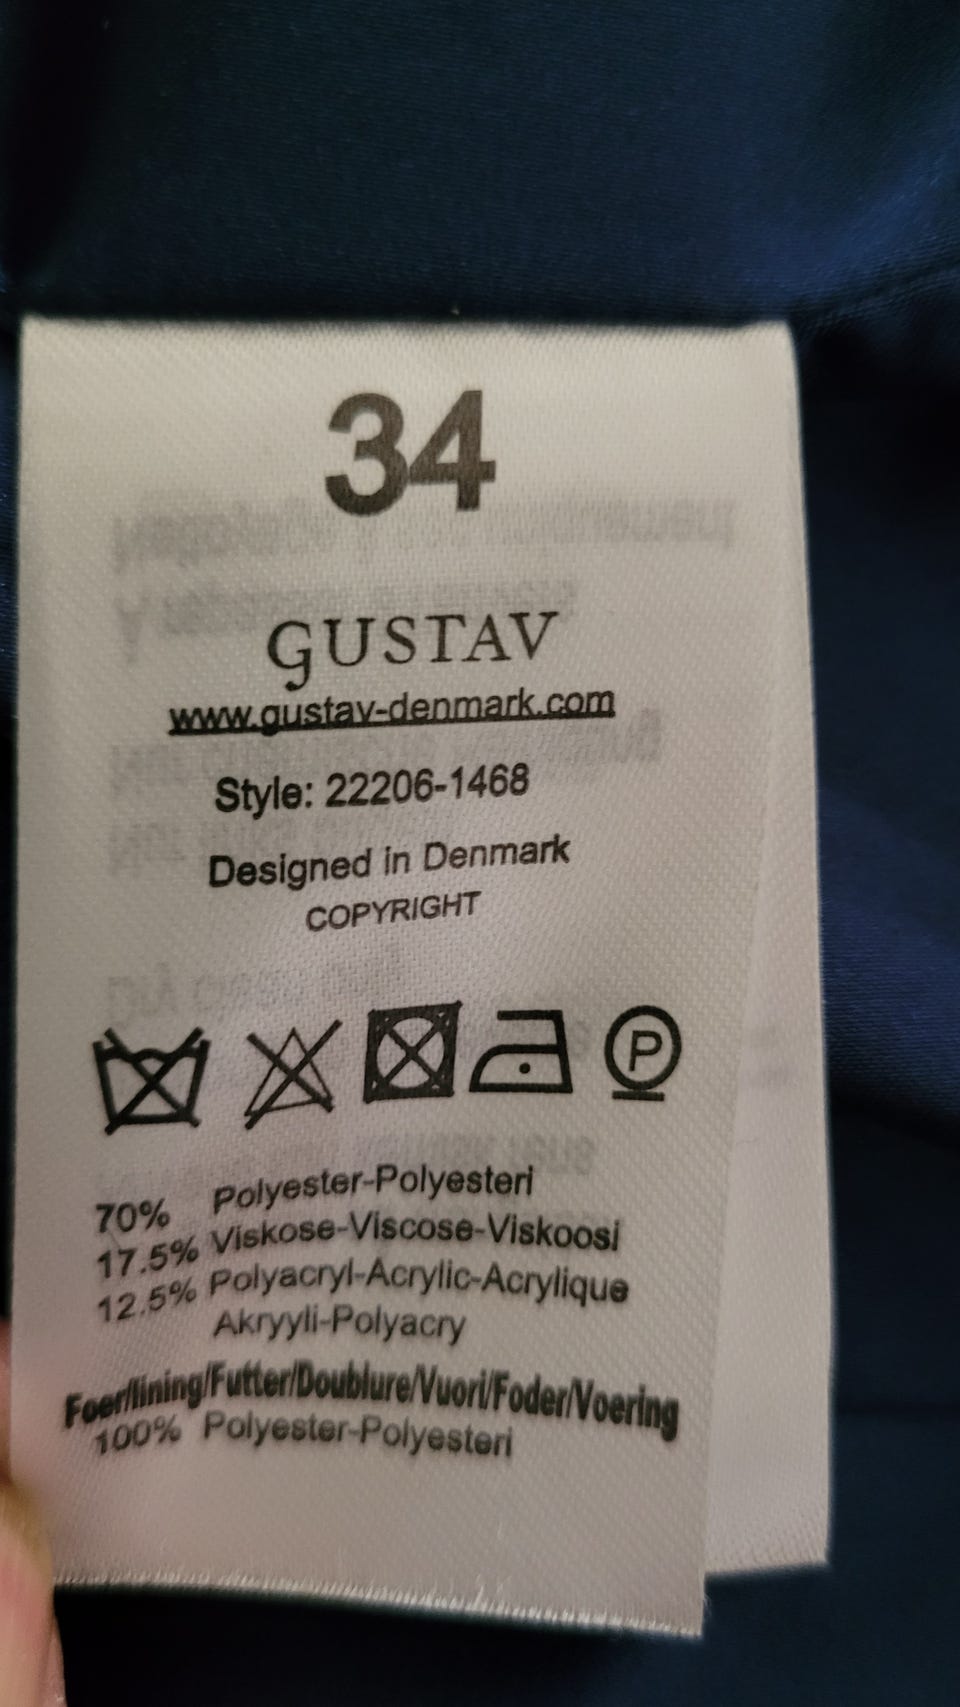 34
GUSTAV
www.gustav-denmark.com
Style: 22206-1468
Designed in Denmark
COPYRIGHT
P
70% Polyester-Polyesteri
17.5% Viskose-Viscose-Viskoosi
12.5% Polyacryl-Acrylic-Acrylique
Akryyli-Polyacry
Foer/lining/Futter/Doublure/Vuori/Foder/Voering
100% Polyester-Polyesteri